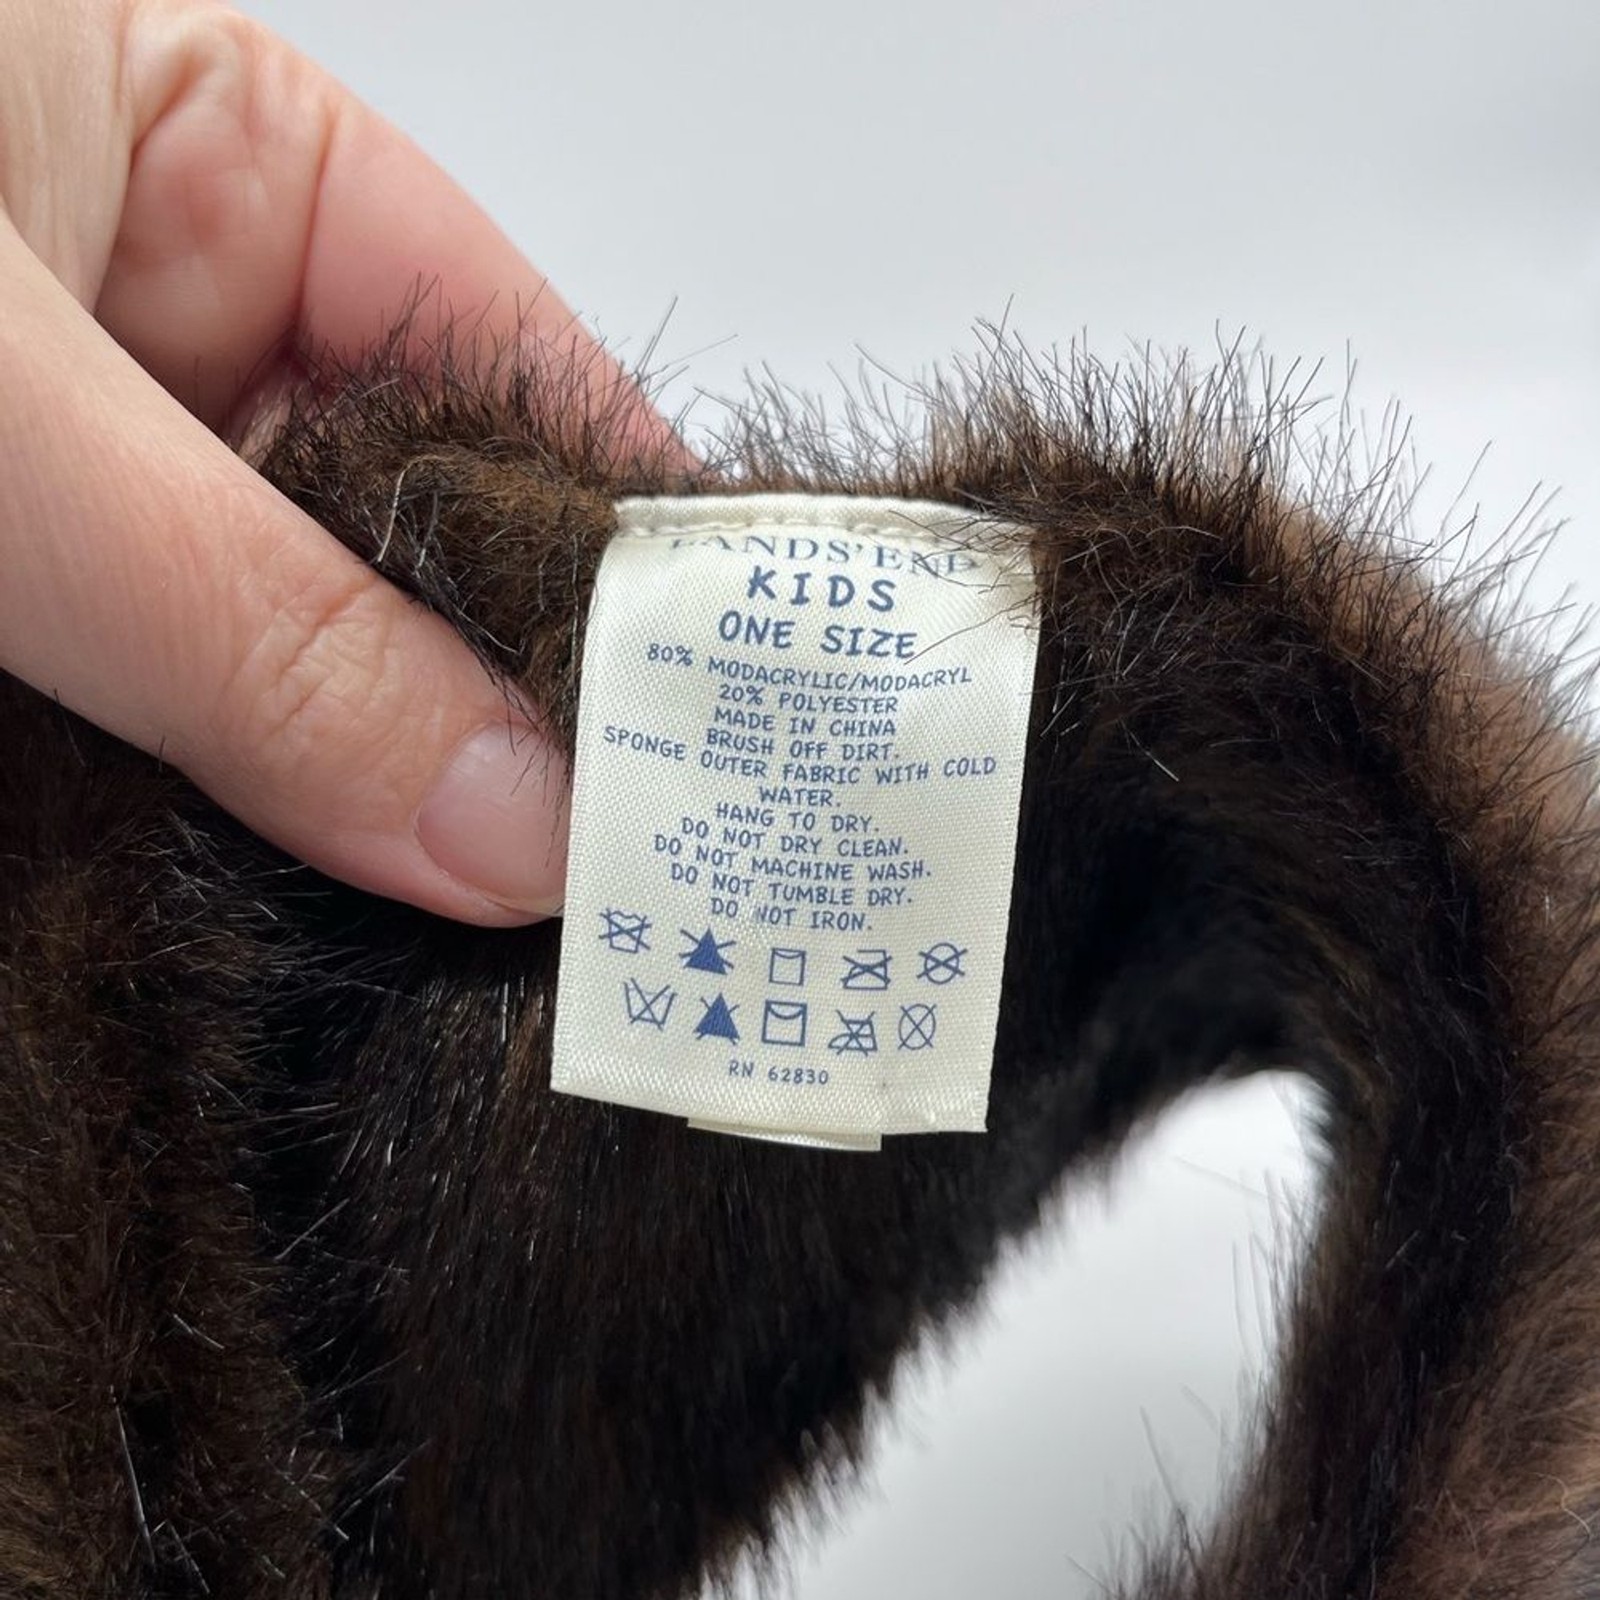 LANDS' END
KIDS
ONE SIZE
80% MODACRYLIC/MODACRYL
20% POLYESTER
MADE IN CHINA
BRUSH OFF DIRT.
SPONGE OUTER FABRIC WITH COLD
WATER.
HANG TO DRY.
DO NOT DRY CLEAN.
DO NOT MACHINE WASH.
DO NOT TUMBLE DRY.
DO NOT IRON.
RN 62830